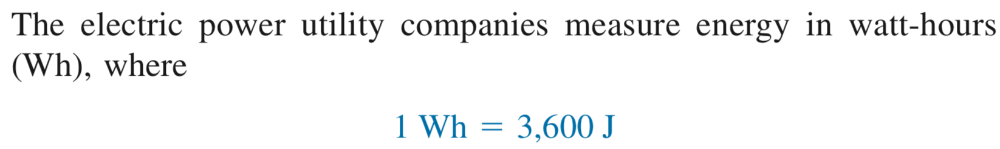 The electric power utility companies measure energy in watt-hours
(Wh), where
1 Wh = 3,600 J